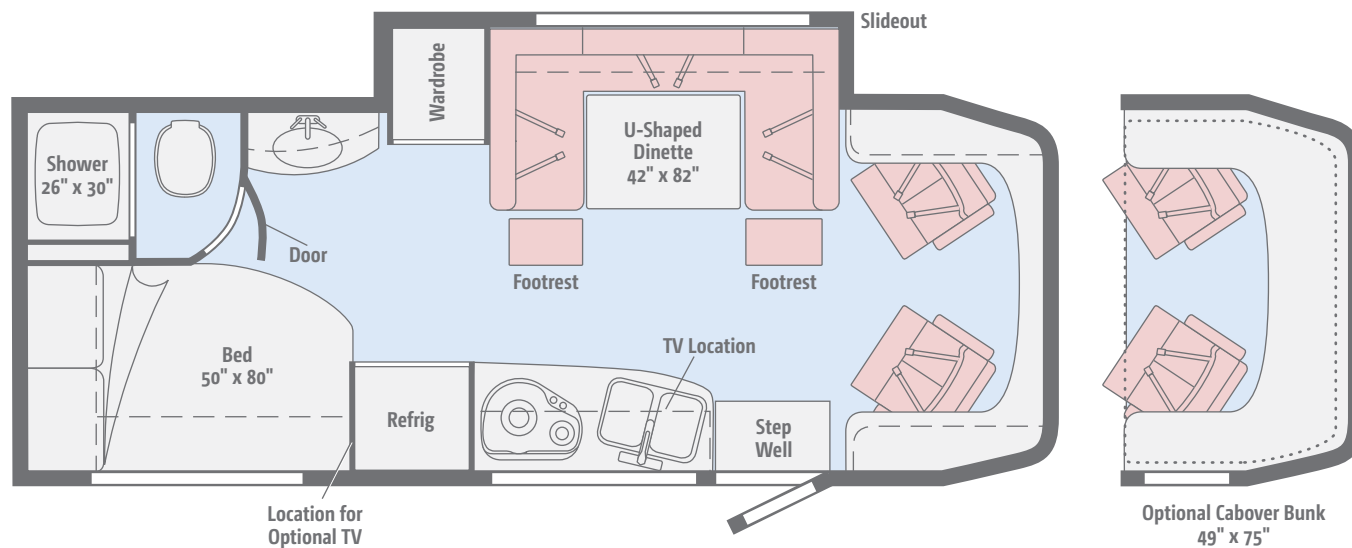 Slideout
Wardrobe
U-Shaped
Dinette
42" x 82"
Shower
26" x 30"
Door
Footrest
Footrest
TV Location
Bed
50" x 80"
Refrig
Step
Well
Location for
Optional TV
Optional Cabover Bunk
49" x 75"